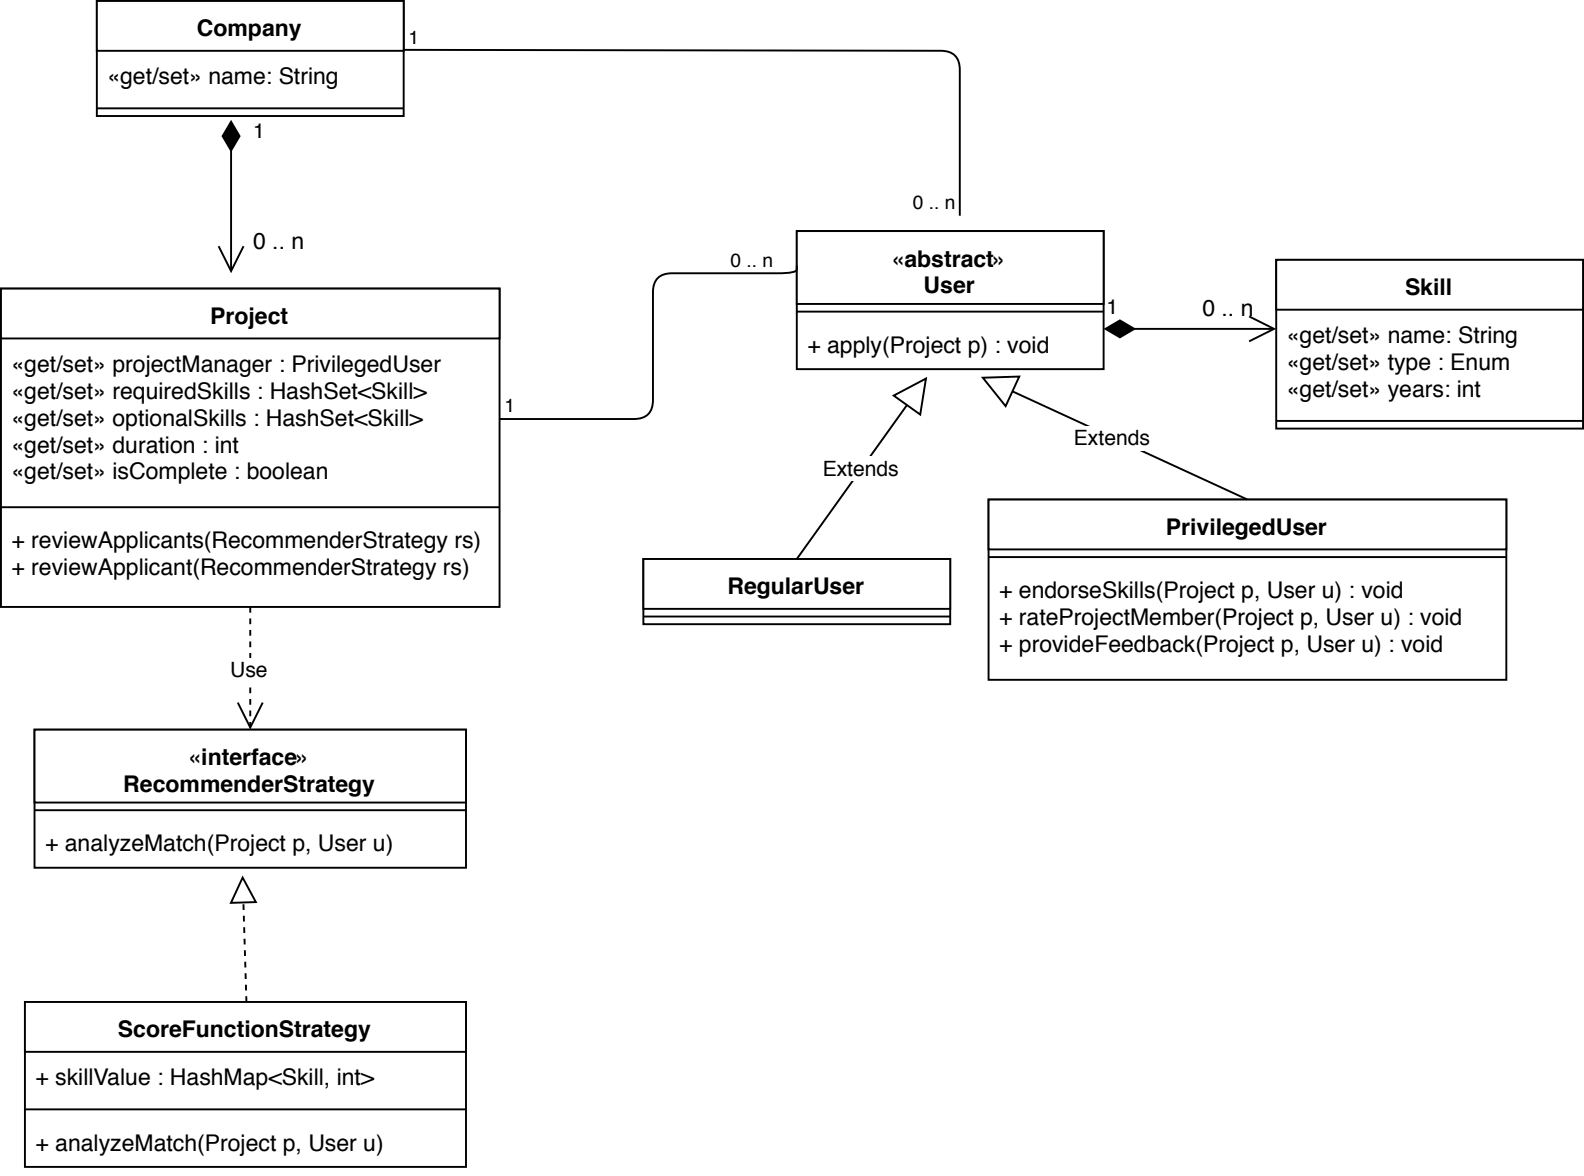 Company
«get/set» name: String
1
1
0 .. n
0 .. n
Project
«get/set» projectManager : PrivilegedUser
«get/set» requiredSkills : HashSet<Skill>
«get/set» optionalSkills : HashSet<Skill>
«get/set» duration : int
«get/set» isComplete : boolean
+ reviewApplicants(RecommenderStrategy rs)
+ reviewApplicant(RecommenderStrategy rs)
1
0 .. n
«abstract»
User
+ apply(Project p) : void
1
0 .. n
Skill
«get/set» name: String
«get/set» type : Enum
«get/set» years: int
Extends
Extends
RegularUser
PrivilegedUser
+ endorseSkills(Project p, User u) : void
+ rateProjectMember(Project p, User u) : void
+ provideFeedback(Project p, User u) : void
Use
«interface»
RecommenderStrategy
+ analyzeMatch(Project p, User u)
ScoreFunctionStrategy
+ skillValue : HashMap<Skill, int>
+ analyzeMatch(Project p, User u)